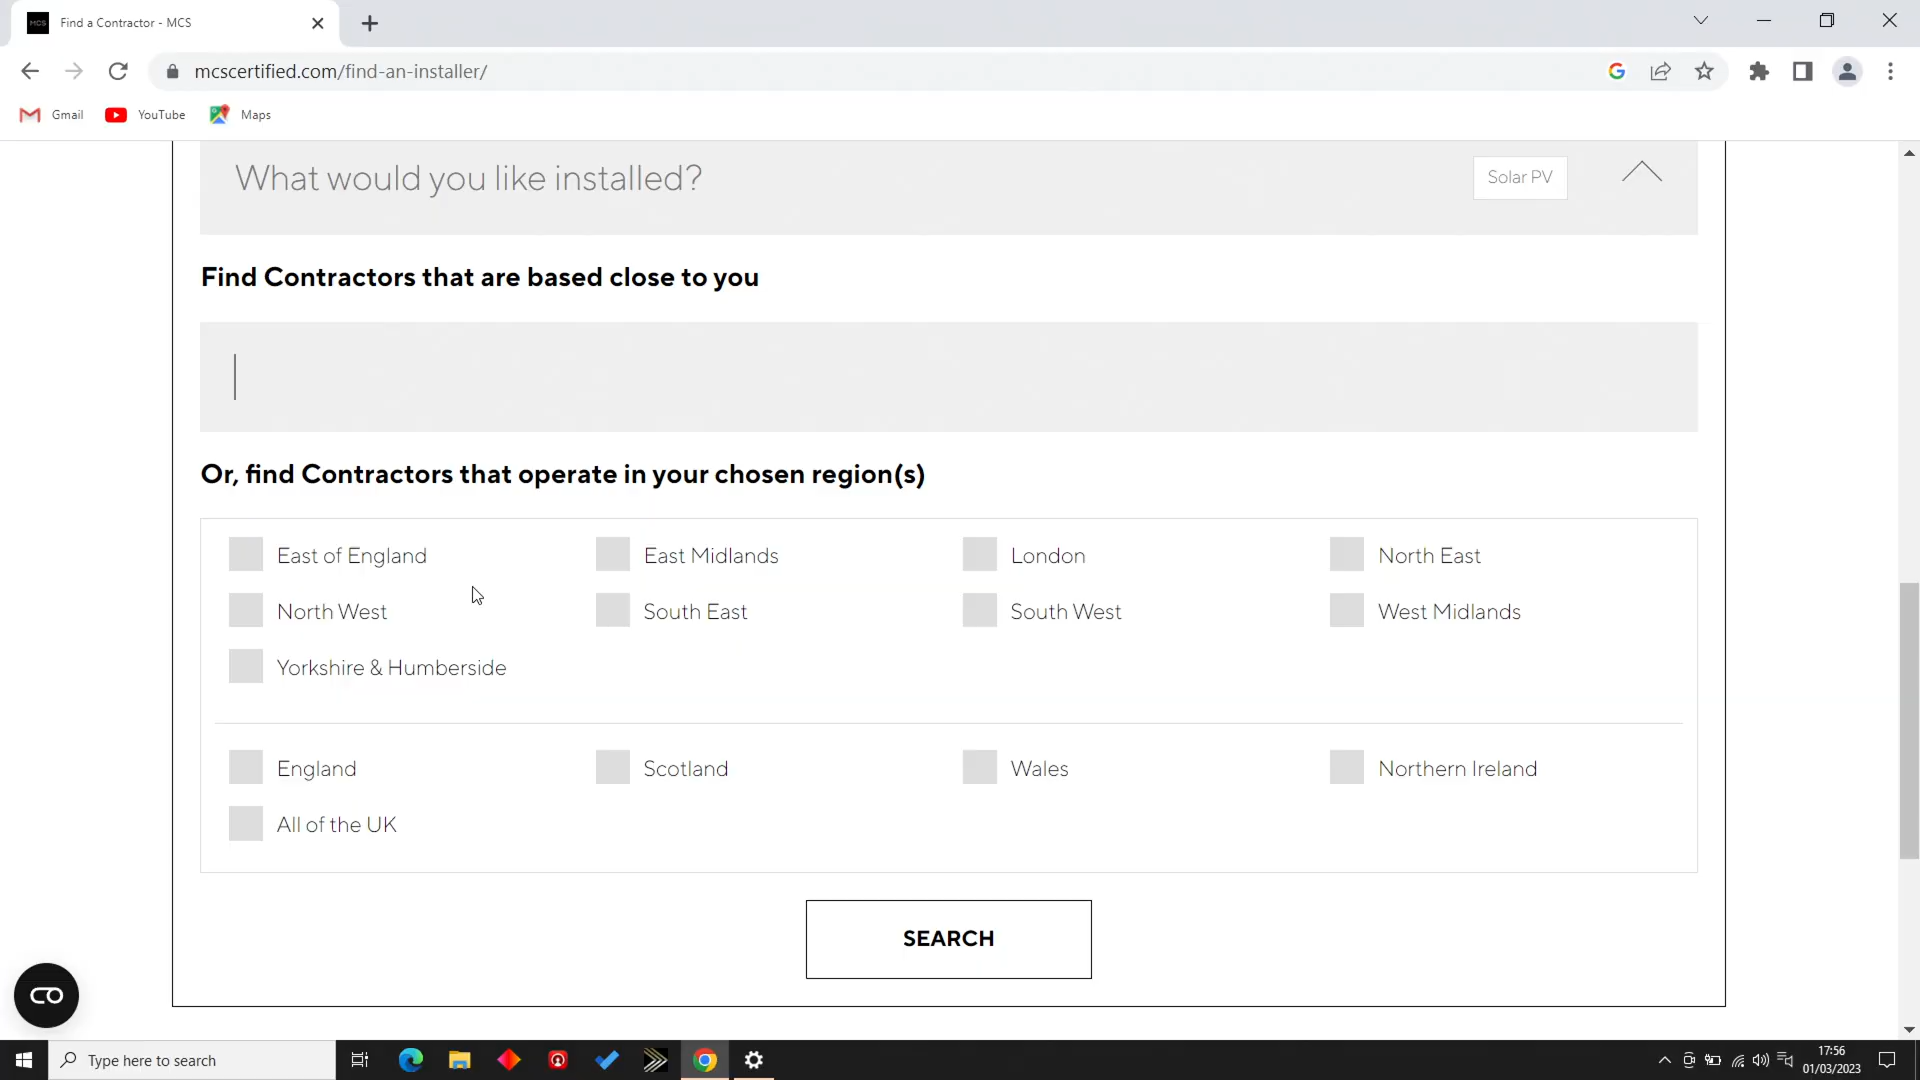 Find a Contractor - MCS
mcscertified.com/find-an-installer/
Gmail YouTube Maps
What would you like installed? Solar PV
Find Contractors that are based close to you
Or, find Contractors that operate in your chosen region(s)
East of England East Midlands London North East
North West South East South West West Midlands
Yorkshire & Humberside
England Scotland Wales Northern Ireland
All of the UK
SEARCH
Type here to search
17:56
01/03/2023